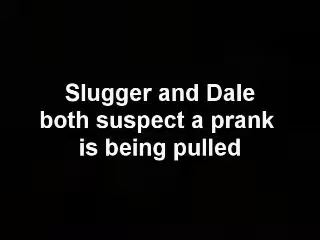 Slugger and Dale
both suspect a prank
is being pulled